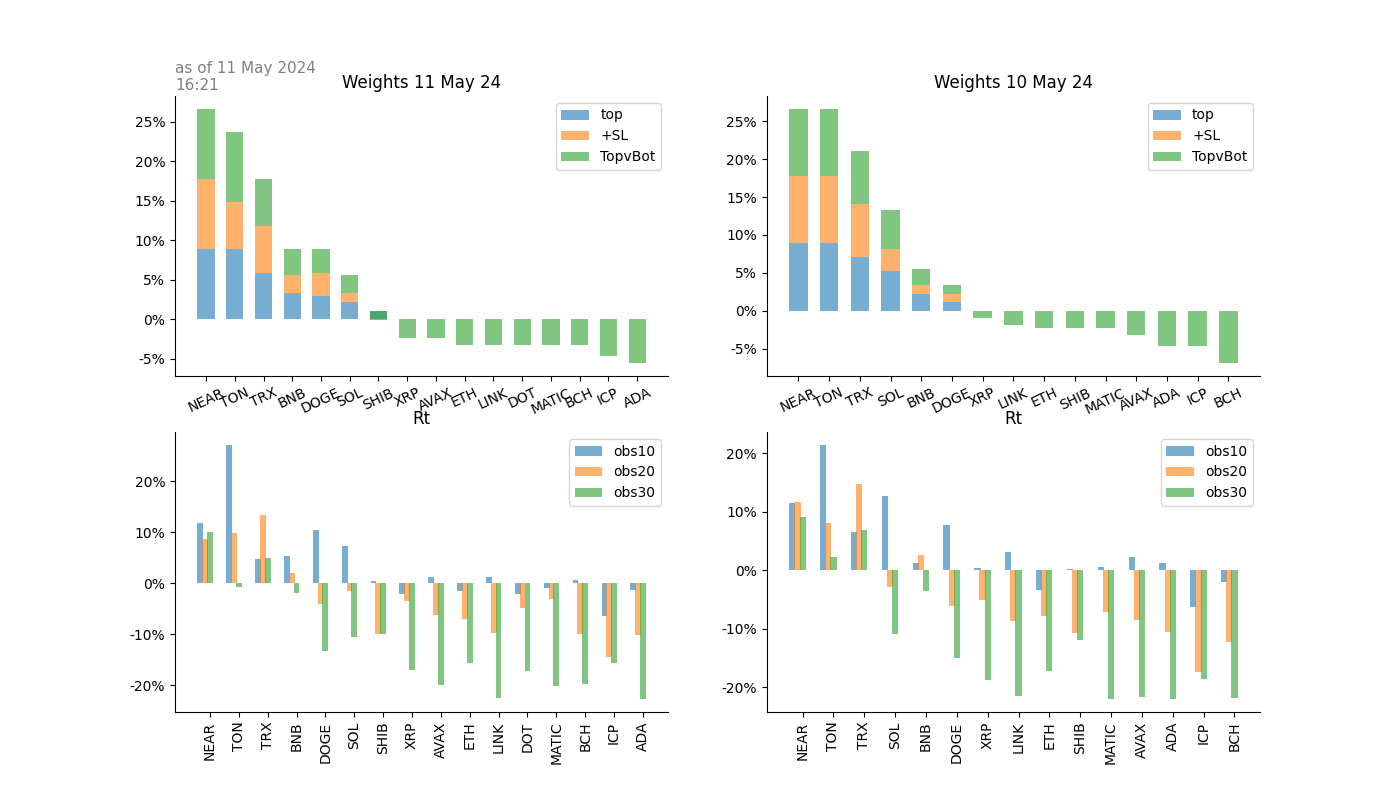 as of 11 May 2024
16:21
Weights 11 May 24
25%
20%
15%
10%
5%
0%
-5%
top
+SL
TopvBot
NEAR TON TRX BNB DOGE SOL SHIB XRP AVAX ETH LINK DOT MATIC BCH ICP ADA
Weights 10 May 24
25%
20%
15%
10%
5%
0%
-5%
top
+SL
TopvBot
NEAR TON TRX SOL BNB DOGE XRP LINK ETH SHIB MATIC AVAX ADA ICP BCH
Rt
20%
10%
0%
-10%
-20%
obs10
obs20
obs30
NEAR TON TRX BNB DOGE SOL SHIB XRP AVAX ETH LINK DOT MATIC BCH ICP ADA
Rt
20%
10%
0%
-10%
-20%
obs10
obs20
obs30
NEAR TON TRX SOL BNB DOGE XRP LINK ETH SHIB MATIC AVAX ADA ICP BCH